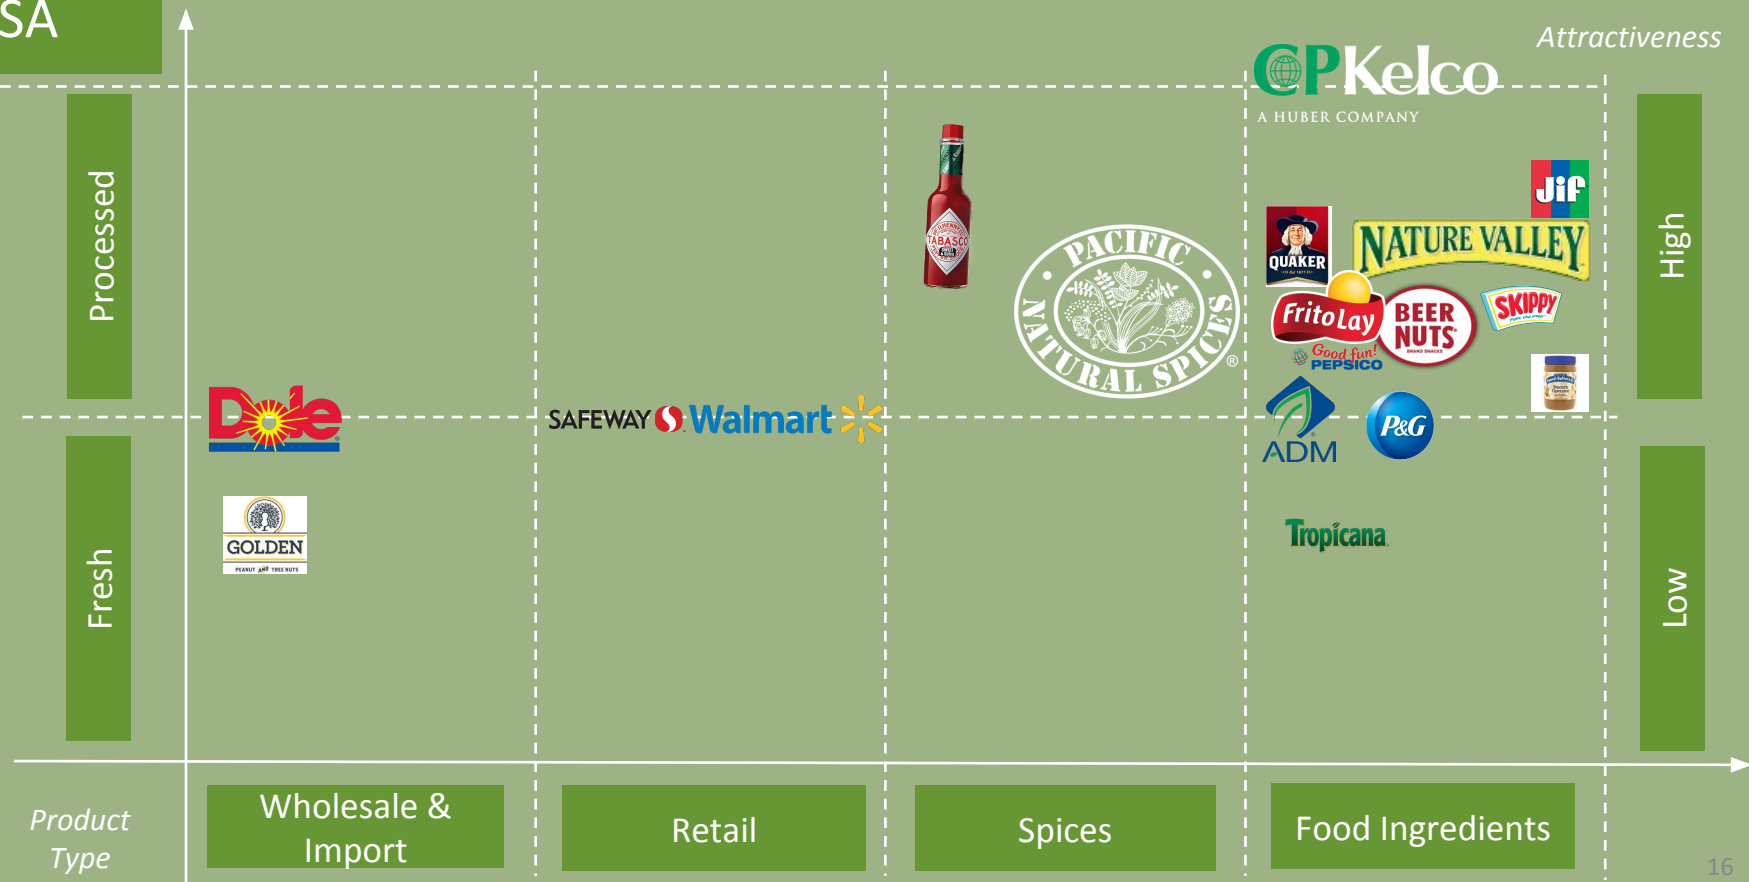 SA
Attractiveness
CPKelco
A HUBER COMPANY
Processed
High
TABASCO
PACIFIC
NATURAL SPICES
®
Jif
QUAKER
NATURE VALLEY
FritoLay
Good fun!
PEPSICO
BEER
NUTS
BRAND SNACKS
SKIPPY
Dole
SAFEWAY
Walmart
ADM
P&G
GOLDEN
PEANUT AND TREE NUTS
Tropicana
Fresh
Low
Product
Type
Wholesale &
Import
Retail
Spices
Food Ingredients
16